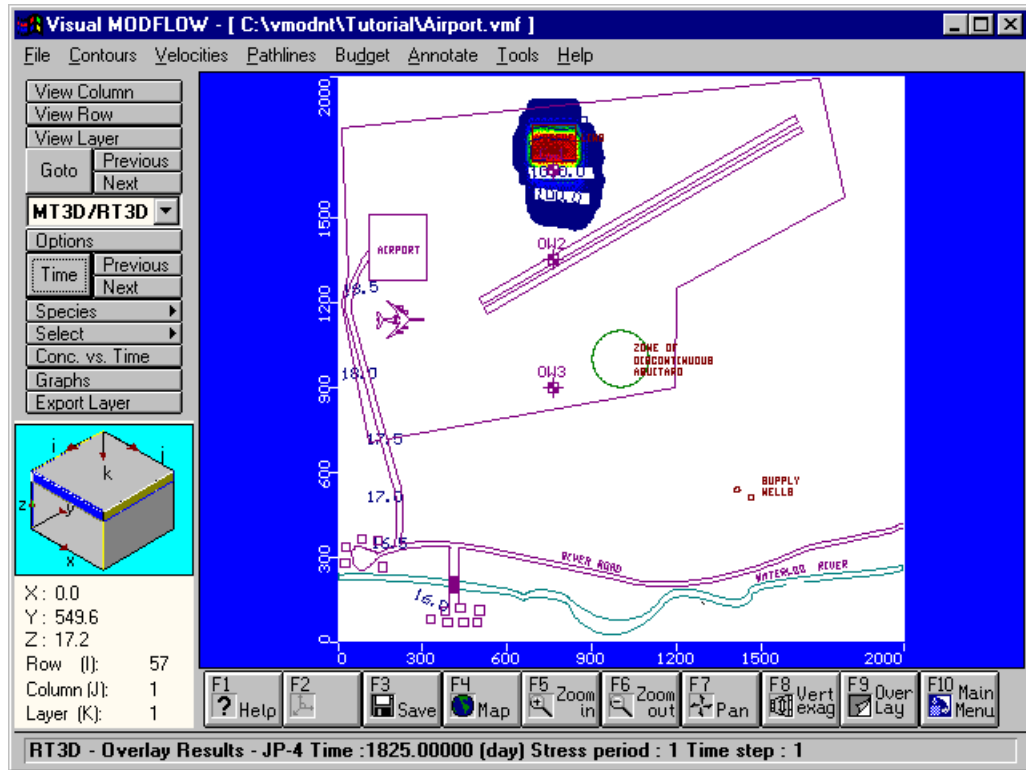 Visual MODFLOW - [ C:\vmodnt\Tutorial\Airport.vmf ]
File Contours Velocities Pathlines Budget Annotate Tools Help
View Column
View Row
View Layer
Goto
Previous
Next
MT3D/RT3D
Options
Time
Previous
Next
Species
Select
Conc. vs. Time
Graphs
Export Layer
i j
k
z
y
x
X: 0.0
Y: 549.6
Z: 17.2
Row (I): 57
Column (J): 1
Layer (K): 1
2000
1500
1200
900
600
300
0
0 300 600 900 1200 1500 2000
200.0
OW2
AIRPORT
18.5
ZONE OF
DISCONTINUOUS
AQUITARD
OW3
18.0
17.5
17.0
SUPPLY
WELLS
16.5
RIVER ROAD
WATERLOO RIVER
16.0
F1 Help
F2
F3 Save
F4 Map
F5 Zoom in
F6 Zoom out
F7 Pan
F8 Vert exag
F9 Over Lay
F10 Main Menu
RT3D - Overlay Results - JP-4 Time :1825.00000 (day) Stress period : 1 Time step : 1